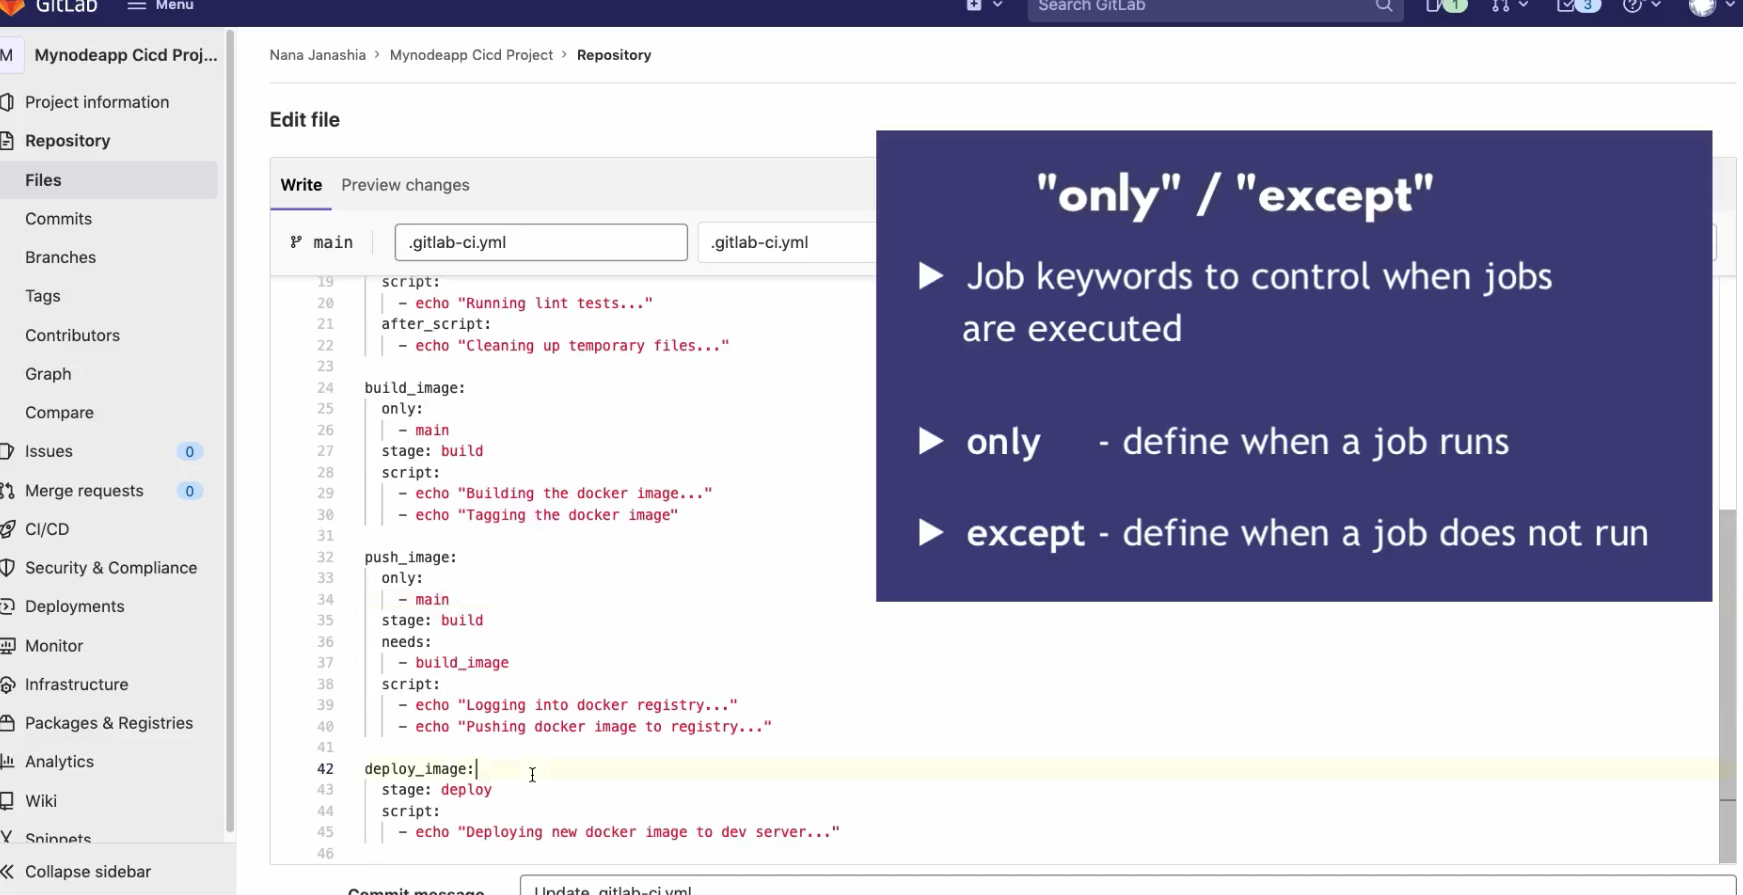 GitLab
Menu
Search GitLab
1
3
M
Mynodeapp Cicd Proj...
Project information
Repository
Files
Commits
Branches
Tags
Contributors
Graph
Compare
Issues 0
Merge requests 0
CI/CD
Security & Compliance
Deployments
Monitor
Infrastructure
Packages & Registries
Analytics
Wiki
Snippets
Collapse sidebar
Nana Janashia > Mynodeapp Cicd Project > Repository
Edit file
Write Preview changes
main .gitlab-ci.yml .gitlab-ci.yml
19 script:
20 - echo "Running lint tests..."
21 after_script:
22 - echo "Cleaning up temporary files..."
23
24 build_image:
25 only:
26 - main
27 stage: build
28 script:
29 - echo "Building the docker image..."
30 - echo "Tagging the docker image"
31
32 push_image:
33 only:
34 - main
35 stage: build
36 needs:
37 - build_image
38 script:
39 - echo "Logging into docker registry..."
40 - echo "Pushing docker image to registry..."
41
42 deploy_image:
43 stage: deploy
44 script:
45 - echo "Deploying new docker image to dev server..."
46
Commit message Update .gitlab-ci.yml
"only" / "except"
Job keywords to control when jobs
are executed
only - define when a job runs
except - define when a job does not run